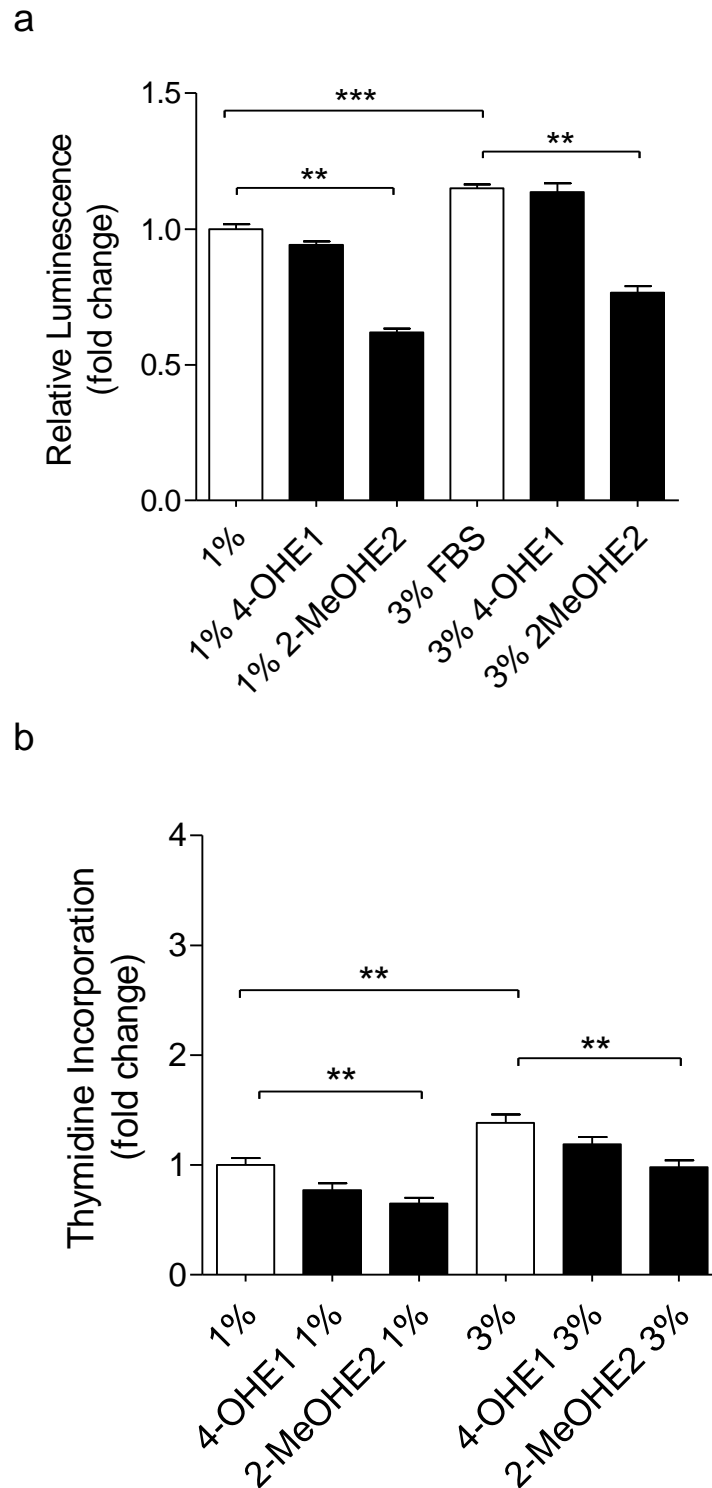 a
Relative Luminescence
(fold change)
1.5
1.0
0.5
0.0
***
**
**
1%
1% 4-OHE1
1% 2-MeOHE2
3% FBS
3% 4-OHE1
3% 2MeOHE2
b
Thymidine Incorporation
(fold change)
4
3
2
1
0
**
**
**
1%
4-OHE1 1%
2-MeOHE2 1%
3%
4-OHE1 3%
2-MeOHE2 3%